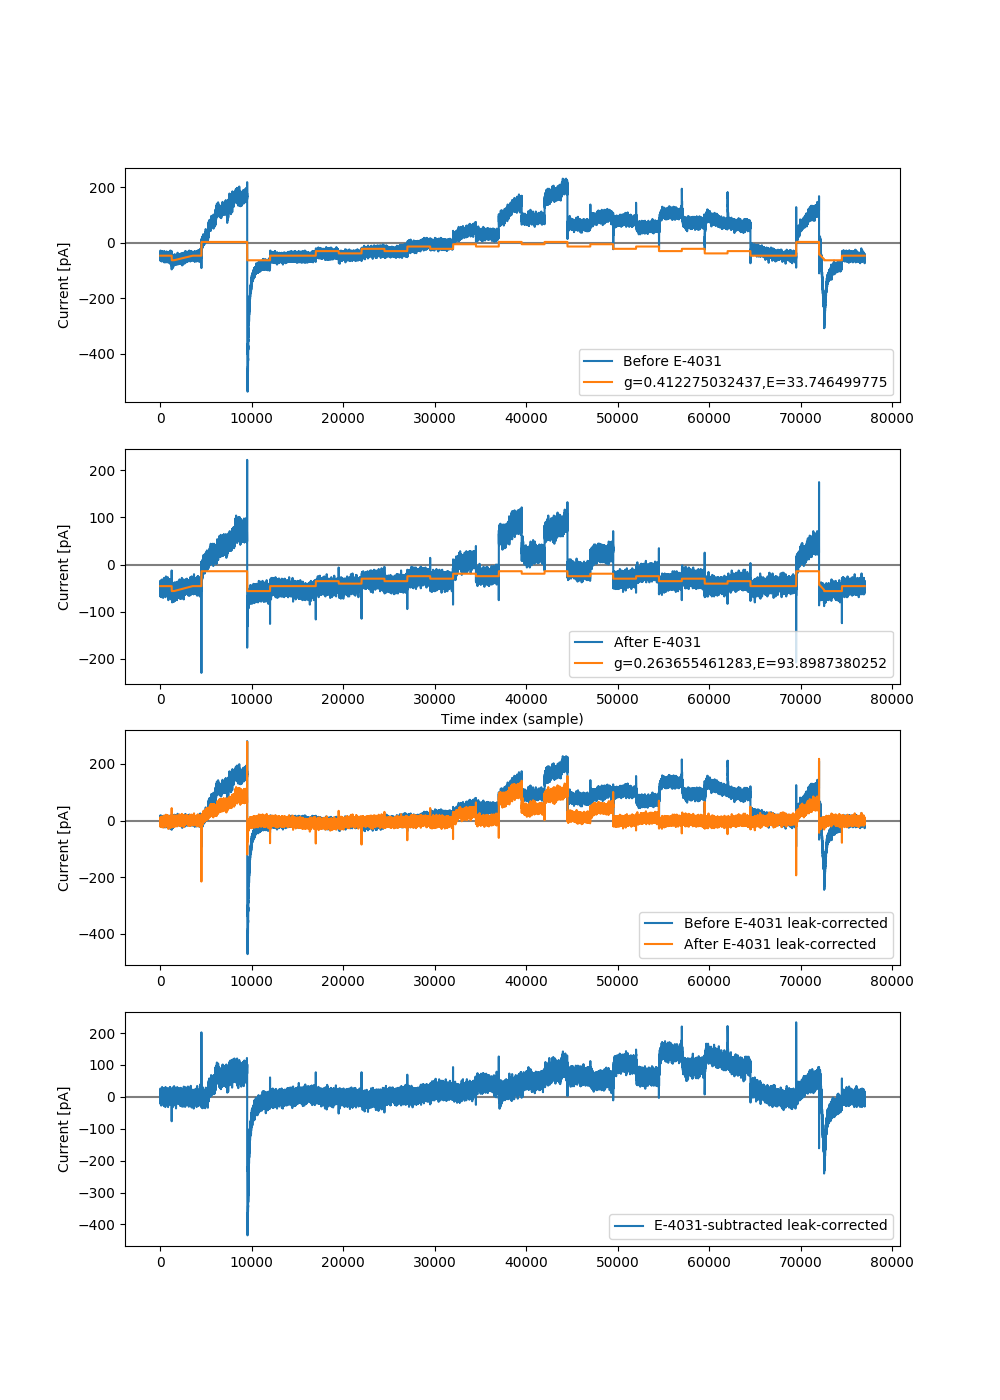 200
0
−200
−400
Current [pA]
Before E-4031
g=0.412275032437,E=33.746499775
0 10000 20000 30000 40000 50000 60000 70000 80000
200
100
0
−100
−200
Current [pA]
After E-4031
g=0.263655461283,E=93.8987380252
0 10000 20000 30000 40000 50000 60000 70000 80000
Time index (sample)
200
0
−200
−400
Current [pA]
Before E-4031 leak-corrected
After E-4031 leak-corrected
0 10000 20000 30000 40000 50000 60000 70000 80000
200
100
0
−100
−200
−300
−400
Current [pA]
E-4031-subtracted leak-corrected
0 10000 20000 30000 40000 50000 60000 70000 80000